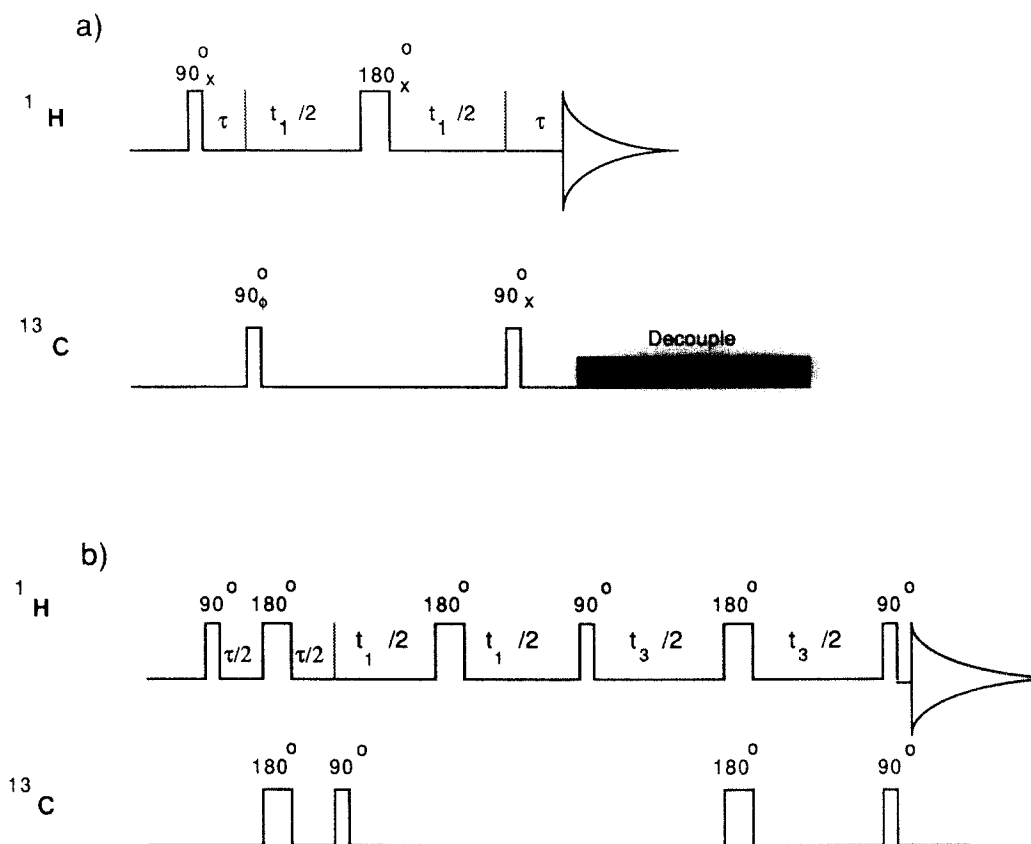 a)
90°x 180°x
¹H τ t₁/2 t₁/2 τ
90°φ 90°x
¹³C Decouple
b)
¹H 90° 180° 180° 90° 180° 90°
τ/2 τ/2 t₁/2 t₁/2 t₃/2 t₃/2
180° 90° 180° 90°
¹³C